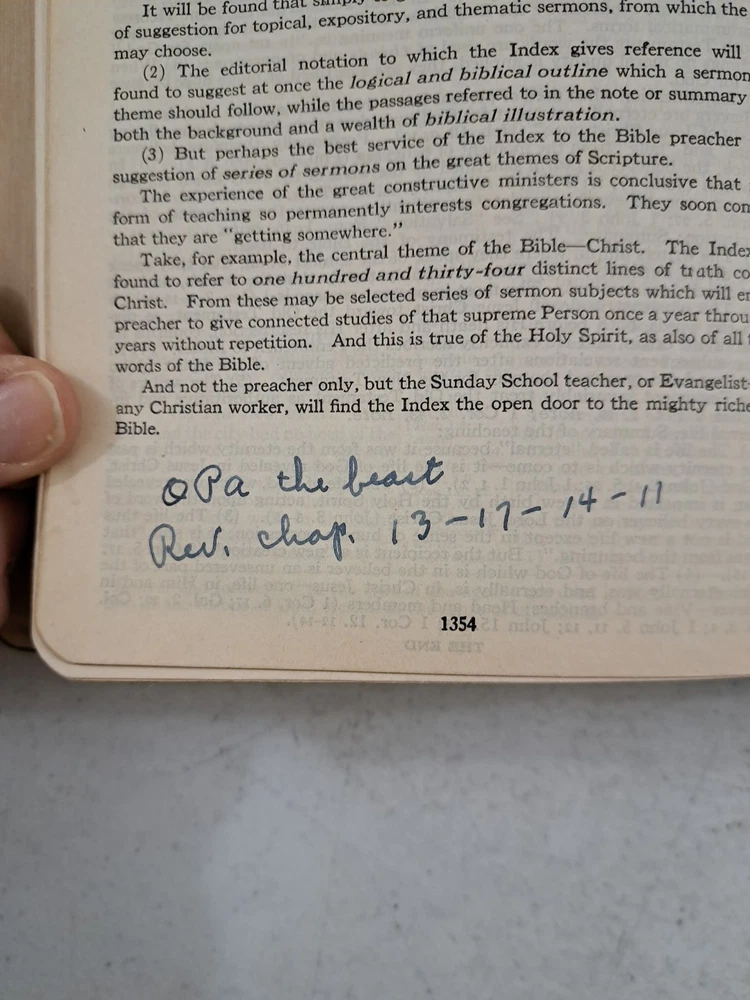 It will be found that simply
of suggestion for topical, expository, and thematic sermons, from which the
may choose.
(2) The editorial notation to which the Index gives reference will
found to suggest at once the logical and biblical outline which a sermon
theme should follow, while the passages referred to in the note or summary
both the background and a wealth of biblical illustration.
(3) But perhaps the best service of the Index to the Bible preacher
suggestion of series of sermons on the great themes of Scripture.
The experience of the great constructive ministers is conclusive that
form of teaching so permanently interests congregations. They soon con
that they are "getting somewhere."
Take, for example, the central theme of the Bible—Christ. The Index
found to refer to one hundred and thirty-four distinct lines of truth co
Christ. From these may be selected series of sermon subjects which will en
preacher to give connected studies of that supreme Person once a year throu
years without repetition. And this is true of the Holy Spirit, as also of all
words of the Bible.
And not the preacher only, but the Sunday School teacher, or Evangelist—
any Christian worker, will find the Index the open door to the mighty riche
Bible.
OPa the beast
Rev. chap. 13-17-14-11
1354
THE END